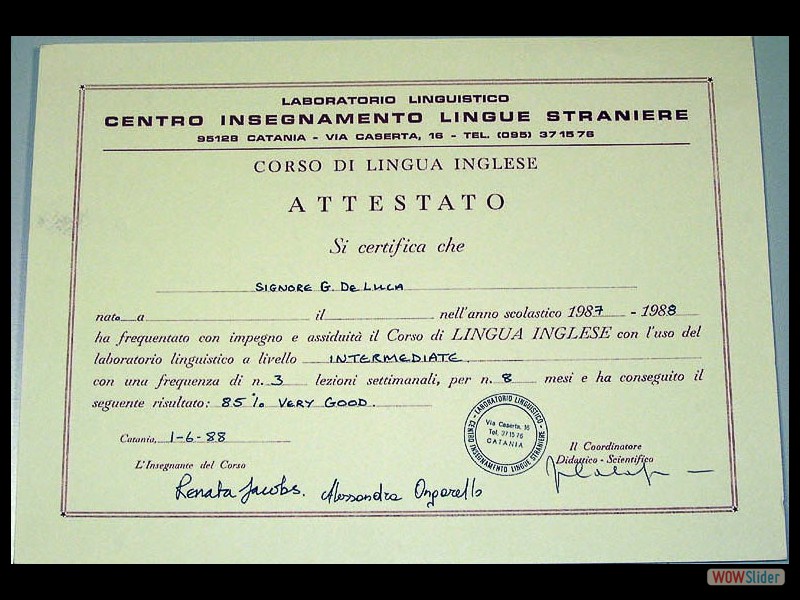 LABORATORIO LINGUISTICO
CENTRO INSEGNAMENTO LINGUE STRANIERE
95128 CATANIA - VIA CASERTA, 16 - TEL. (095) 371576
CORSO DI LINGUA INGLESE
ATTESTATO
Si certifica che
SIGNORE G. DE LUCA
nato a il nell'anno scolastico 1987 - 1988
ha frequentato con impegno e assiduità il Corso di LINGUA INGLESE con l'uso del
laboratorio linguistico a livello INTERMEDIATE.
con una frequenza di n. 3 lezioni settimanali, per n. 8 mesi e ha conseguito il
seguente risultato: 85% VERY GOOD.
Catania, 1-6-88
L'Insegnante del Corso
Renata Jacobs. Alessandra Ongarello
LABORATORIO LINGUISTICO
CENTRO INSEGNAMENTO LINGUE STRANIERE
Via Caserta, 16
Tel. 371576
CATANIA
Il Coordinatore
Didattico - Scientifico
WOWSlider